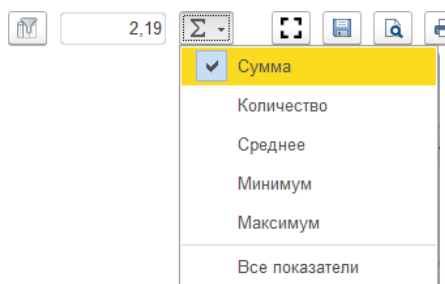 2,19 Σ
Сумма
Количество
Среднее
Минимум
Максимум
Все показатели